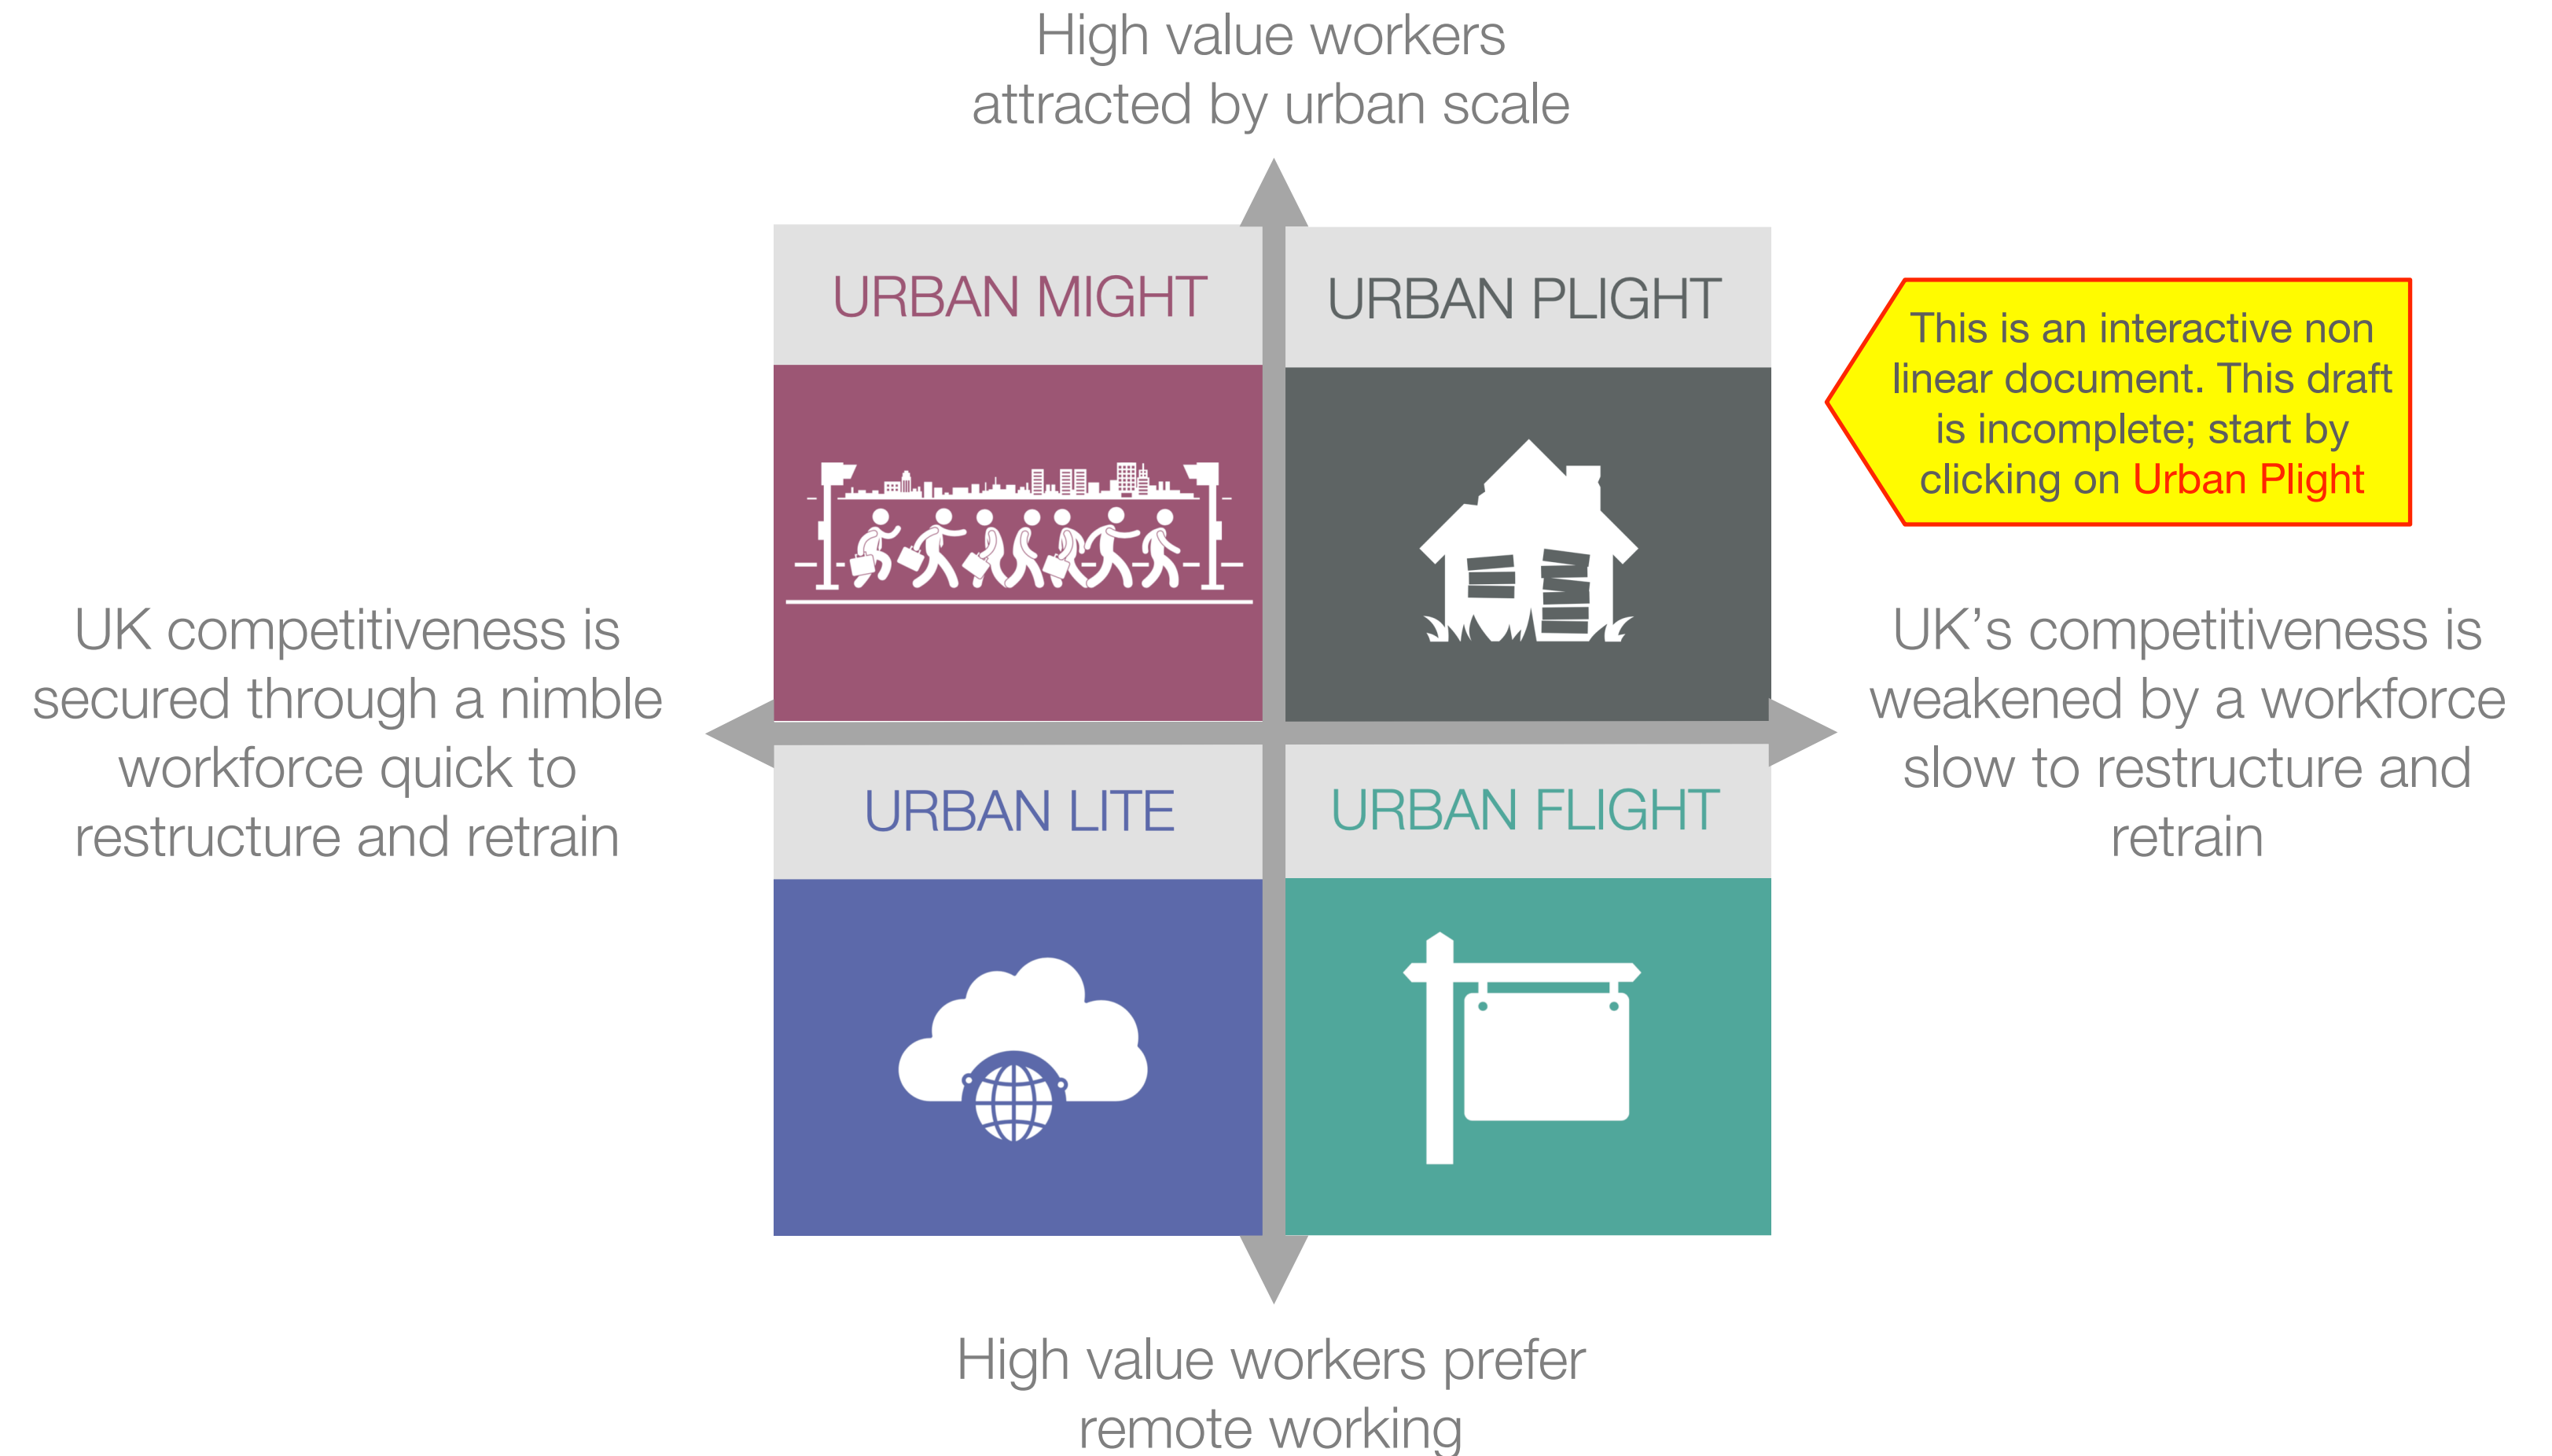 High value workers
attracted by urban scale
URBAN MIGHT
URBAN PLIGHT
This is an interactive non
linear document. This draft
is incomplete; start by
clicking on Urban Plight
UK competitiveness is
secured through a nimble
workforce quick to
restructure and retrain
UK’s competitiveness is
weakened by a workforce
slow to restructure and
retrain
URBAN LITE
URBAN FLIGHT
High value workers prefer
remote working